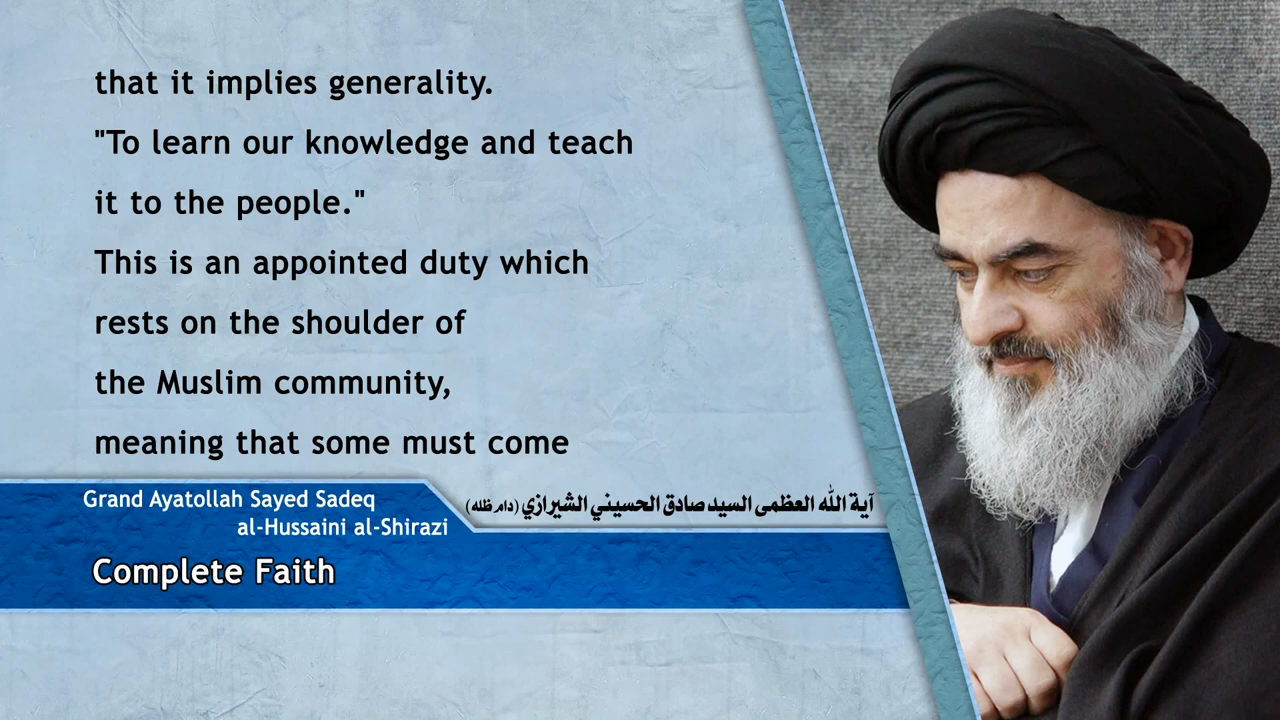 that it implies generality.
"To learn our knowledge and teach
it to the people."
This is an appointed duty which
rests on the shoulder of
the Muslim community,
meaning that some must come
Grand Ayatollah Sayed Sadeq
al-Hussaini al-Shirazi
آية الله العظمى السيد صادق الحسيني الشيرازي (دام ظله)
Complete Faith